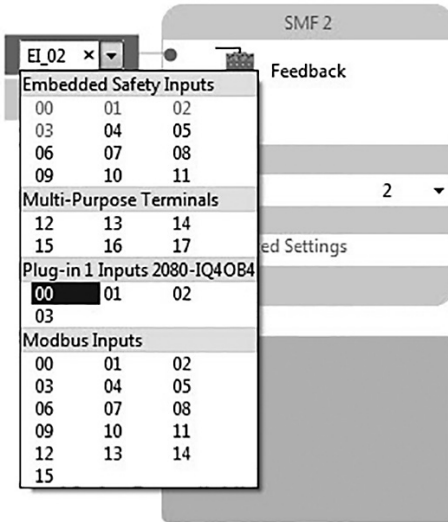 SMF 2
EI_02
Feedback
Embedded Safety Inputs
00 01 02
03 04 05
06 07 08
09 10 11
Multi-Purpose Terminals
12 13 14
15 16 17
2
ed Settings
Plug-in 1 Inputs 2080-IQ4OB4
00 01 02
03
Modbus Inputs
00 01 02
03 04 05
06 07 08
09 10 11
12 13 14
15